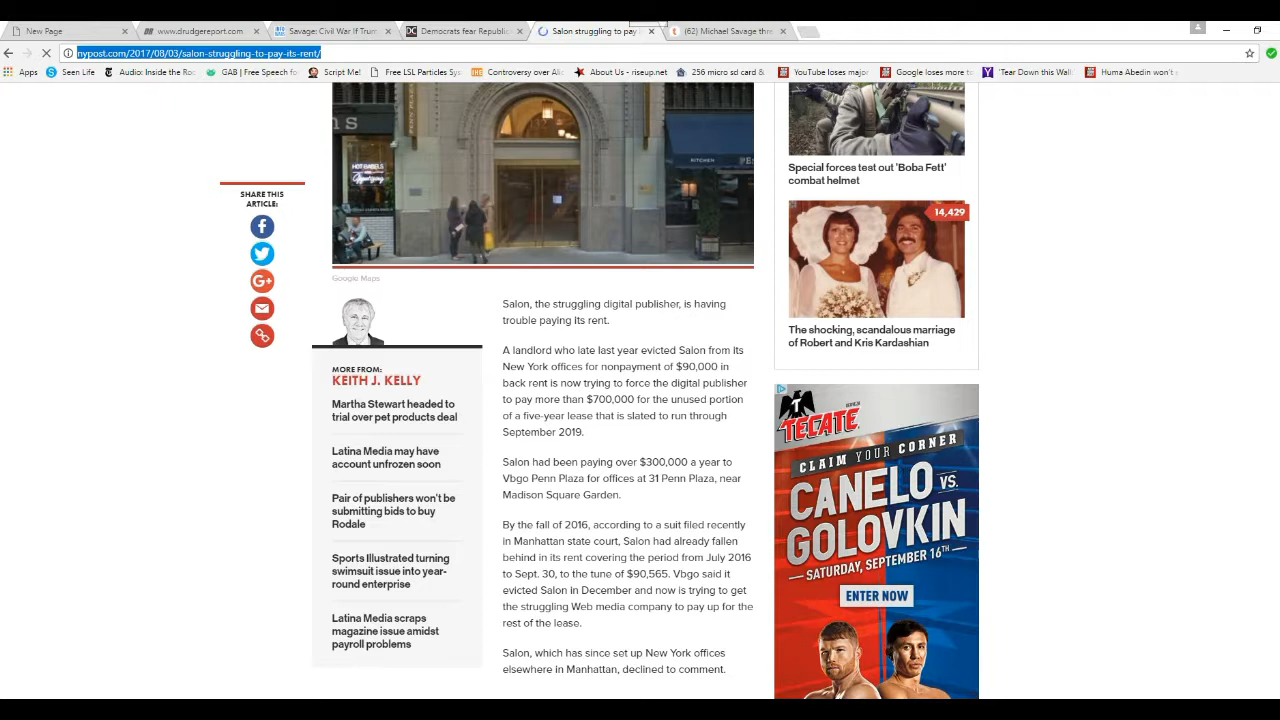 New Page
www.drudgereport.com
Savage: Civil War If Trum
Democrats fear Republic
Salon struggling to pay
(62) Michael Savage thre
nypost.com/2017/08/03/salon-struggling-to-pay-its-rent/
Apps
Seen Life
Audio: Inside the Ro
GAB | Free Speech fo
Script Me!
Free LSL Particles Sys
Controversy over Alic
About Us - riseup.net
256 micro sd card &
YouTube loses major
Google loses more t
'Tear Down this Wall
Huma Abedin won't
HOT BAGELS
Appetizing
KITCHEN
Google Maps
SHARE THIS
ARTICLE:
MORE FROM:
KEITH J. KELLY
Martha Stewart headed to
trial over pet products deal
Latina Media may have
account unfrozen soon
Pair of publishers won't be
submitting bids to buy
Rodale
Sports Illustrated turning
swimsuit issue into year-
round enterprise
Latina Media scraps
magazine issue amidst
payroll problems
Salon, the struggling digital publisher, is having
trouble paying its rent.
A landlord who late last year evicted Salon from its
New York offices for nonpayment of $90,000 in
back rent is now trying to force the digital publisher
to pay more than $700,000 for the unused portion
of a five-year lease that is slated to run through
September 2019.
Salon had been paying over $300,000 a year to
Vbgo Penn Plaza for offices at 31 Penn Plaza, near
Madison Square Garden.
By the fall of 2016, according to a suit filed recently
in Manhattan state court, Salon had already fallen
behind in its rent covering the period from July 2016
to Sept. 30, to the tune of $90,565. Vbgo said it
evicted Salon in December and now is trying to get
the struggling Web media company to pay up for the
rest of the lease.
Salon, which has since set up New York offices
elsewhere in Manhattan, declined to comment.
Special forces test out 'Boba Fett'
combat helmet
14,429
The shocking, scandalous marriage
of Robert and Kris Kardashian
T
TECATE
CLAIM YOUR CORNER
CANELO VS.
GOLOVKIN
SATURDAY, SEPTEMBER 16TH
ENTER NOW